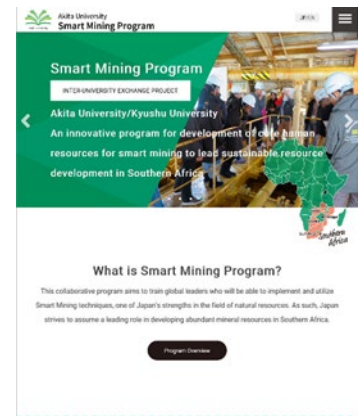 Akita University
Smart Mining Program
JP/EN
Smart Mining Program
INTER-UNIVERSITY EXCHANGE PROJECT
Akita University/Kyushu University
An innovative program for development of core human
resources for smart mining to lead sustainable resource
development in Southern Africa
Southern
Africa
What is Smart Mining Program?
This collaborative program aims to train global leaders who will be able to implement and utilize
Smart Mining techniques, one of Japan's strengths in the field of natural resources. As such, Japan
strives to assume a leading role in developing abundant mineral resources in Southern Africa.
Program Overview